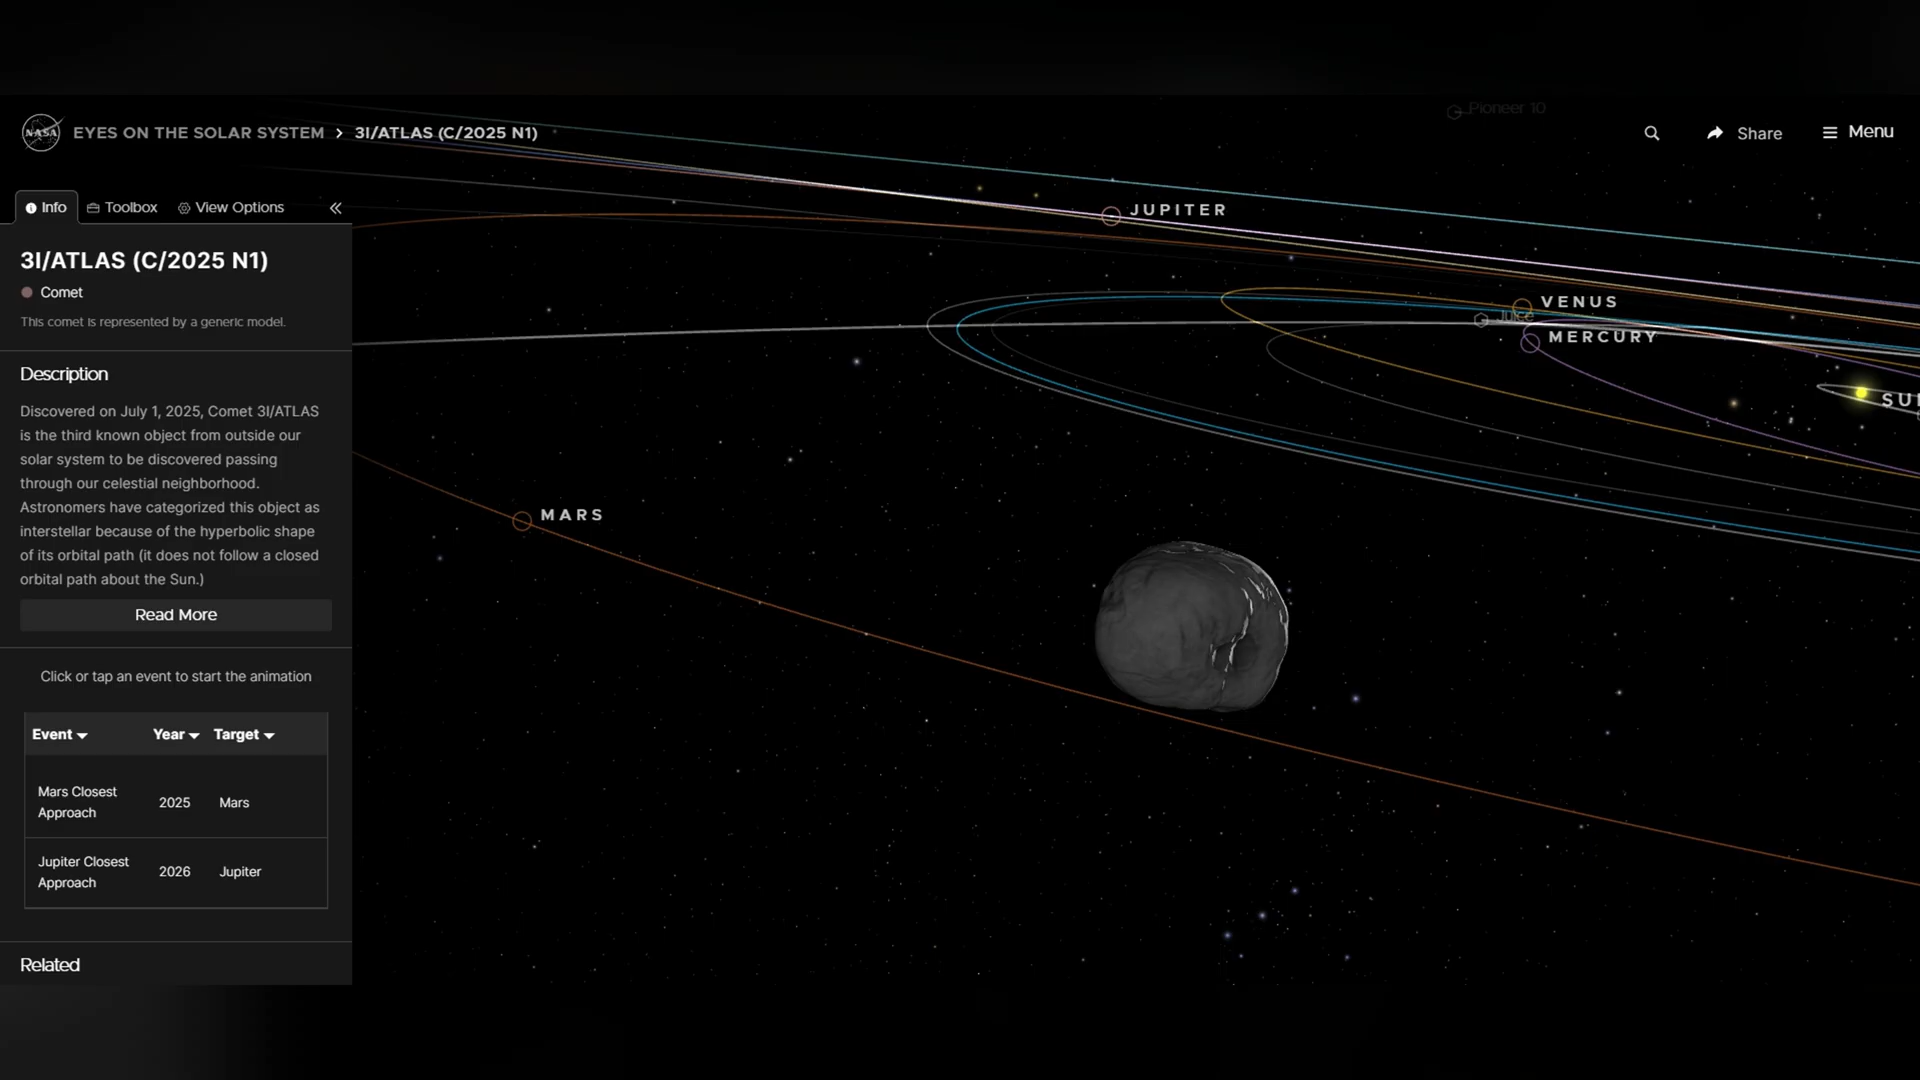 Pioneer 10
NASA
EYES ON THE SOLAR SYSTEM > 3I/ATLAS (C/2025 N1)
Share
Menu
Info
Toolbox
View Options
3I/ATLAS (C/2025 N1)
Comet
This comet is represented by a generic model.
Description
Discovered on July 1, 2025, Comet 3I/ATLAS
is the third known object from outside our
solar system to be discovered passing
through our celestial neighborhood.
Astronomers have categorized this object as
interstellar because of the hyperbolic shape
of its orbital path (it does not follow a closed
orbital path about the Sun.)
Read More
Click or tap an event to start the animation
Event Year Target
Mars Closest
Approach
2025
Mars
Jupiter Closest
Approach
2026
Jupiter
Related
JUPITER
VENUS
Juice
MERCURY
SU
MARS